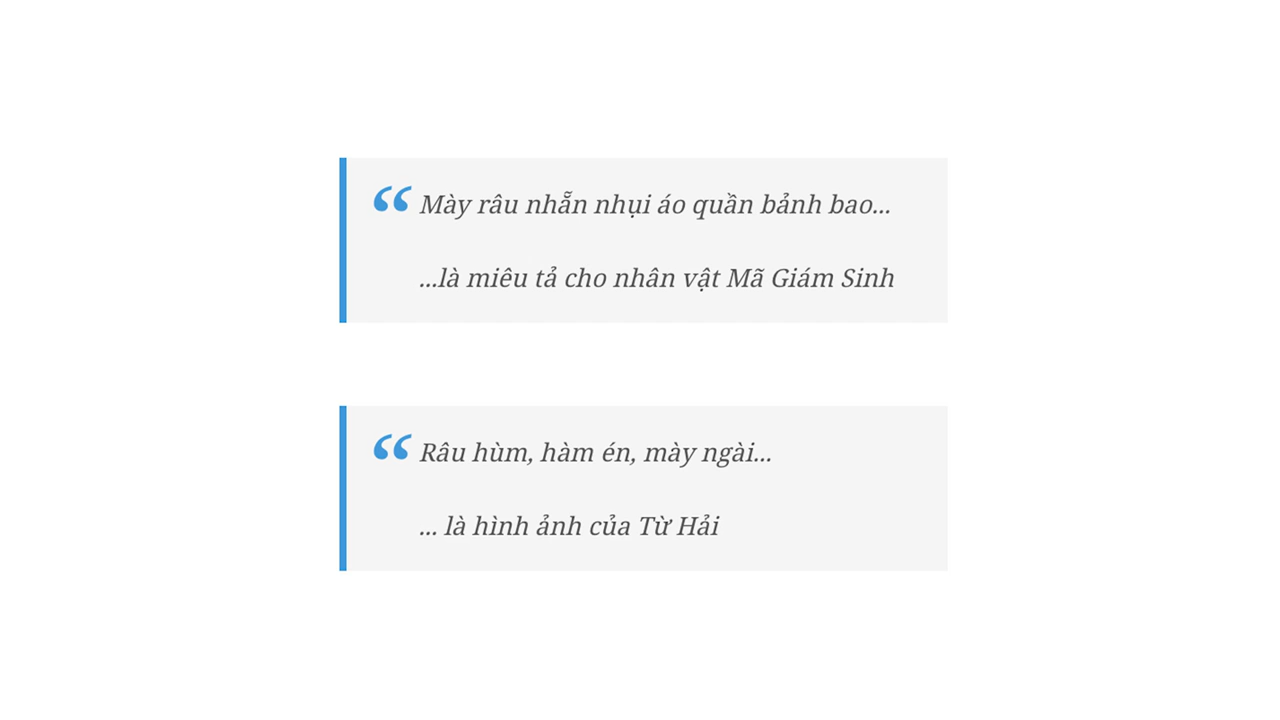 “ Mày râu nhẵn nhụi áo quần bảnh bao...
...là miêu tả cho nhân vật Mã Giám Sinh
“ Râu hùm, hàm én, mày ngài...
... là hình ảnh của Từ Hải